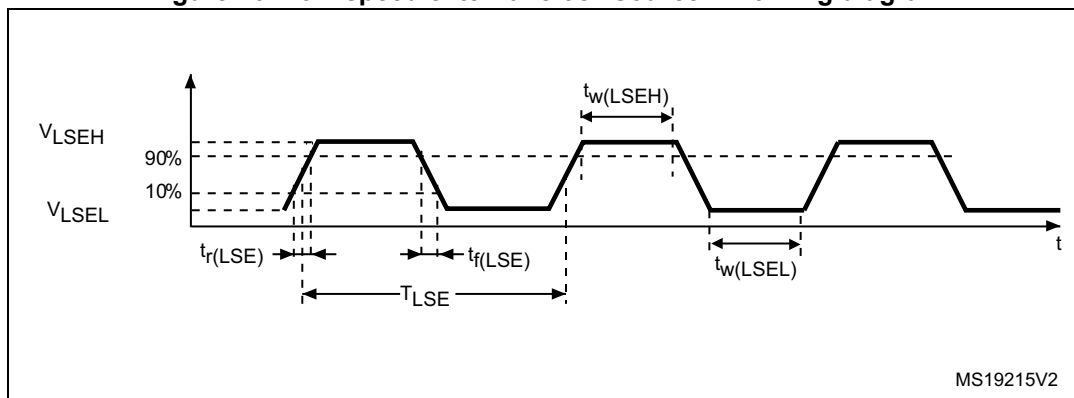 V_LSEH
90%
10%
V_LSEL
t_r(LSE)
t_f(LSE)
T_LSE
t_w(LSEH)
t_w(LSEL)
t
MS19215V2